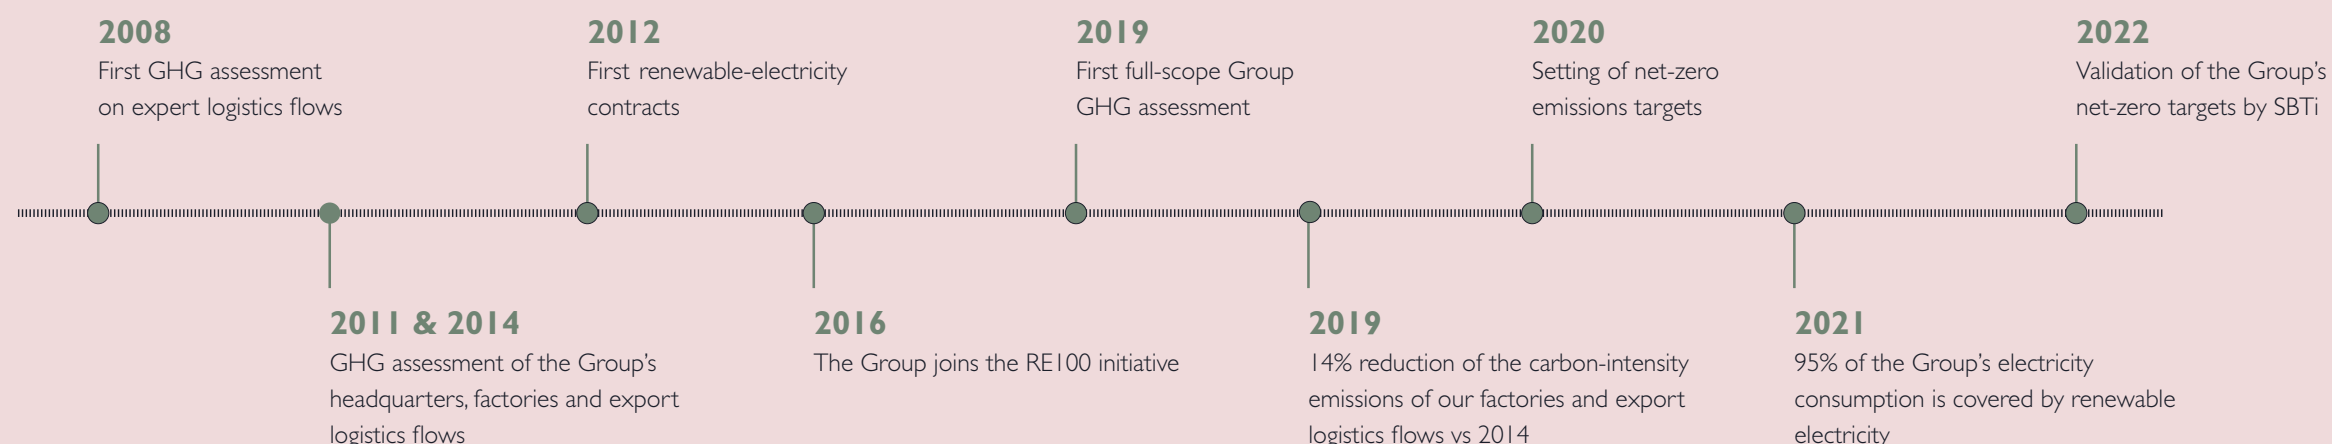 2008
First GHG assessment
on expert logistics flows
2011 & 2014
GHG assessment of the Group's
headquarters, factories and export
logistics flows
2012
First renewable-electricity
contracts
2016
The Group joins the RE100 initiative
2019
First full-scope Group
GHG assessment
2019
14% reduction of the carbon-intensity
emissions of our factories and export
logistics flows vs 2014
2020
Setting of net-zero
emissions targets
2021
95% of the Group's electricity
consumption is covered by renewable
electricity
2022
Validation of the Group's
net-zero targets by SBTi